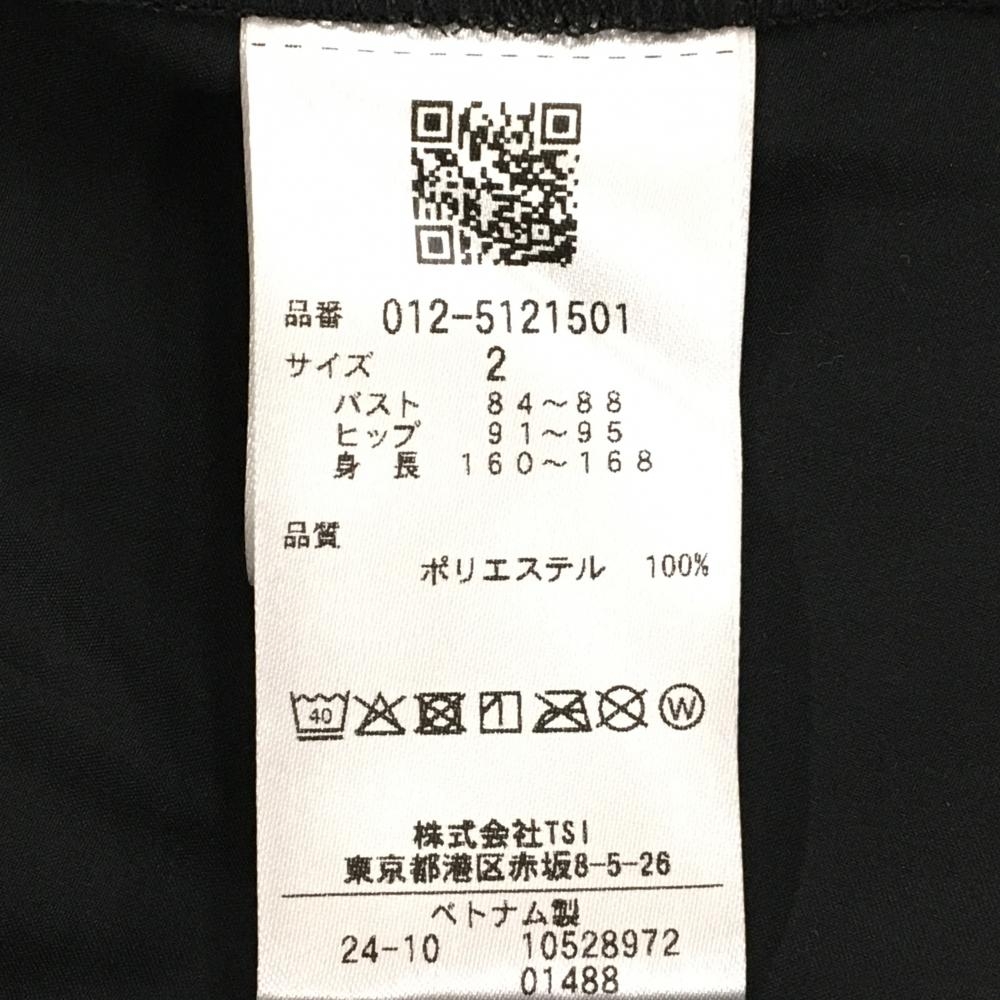 品番 012-5121501
サイズ 2
バスト 84～88
ヒップ 91～95
身長 160～168
品質
ポリエステル 100%
40 1 W
株式会社TSI
東京都港区赤坂8-5-26
ベトナム製
24-10 10528972
01488